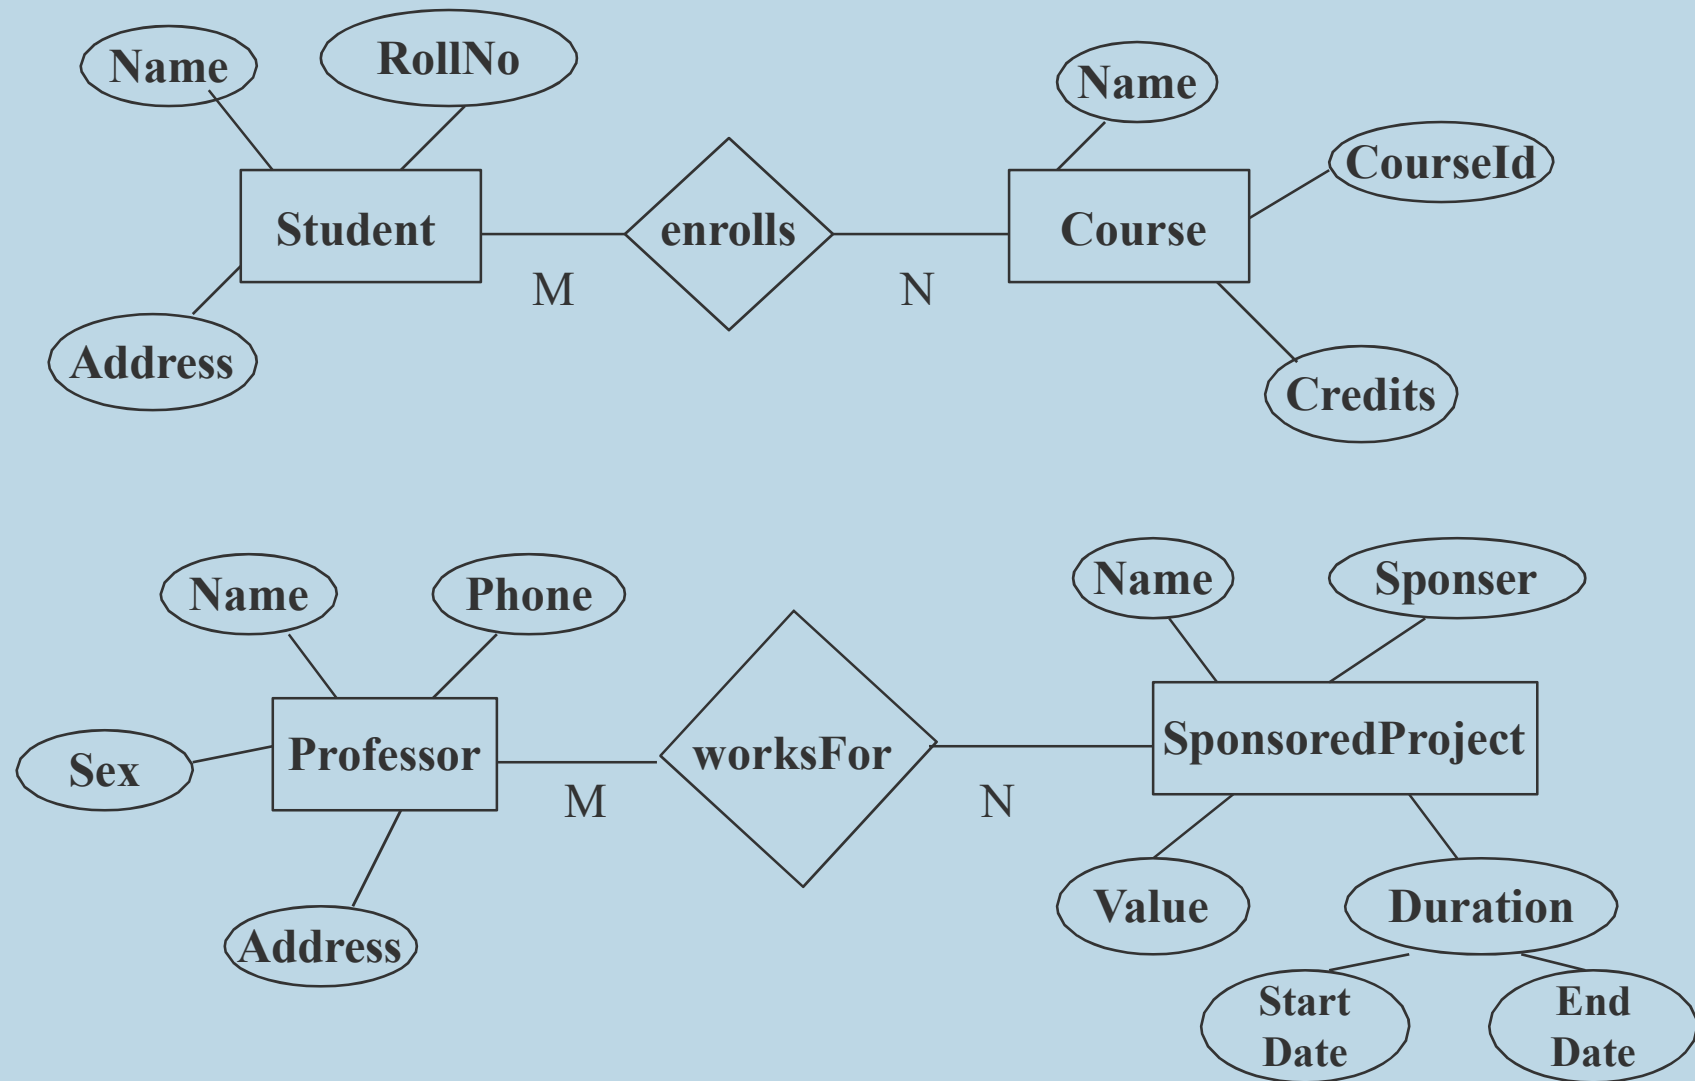 Name
RollNo
Name
CourseId
Student
enrolls
Course
M
N
Address
Credits
Name
Phone
Name
Sponser
Sex
Professor
worksFor
SponsoredProject
M
N
Address
Value
Duration
Start
Date
End
Date